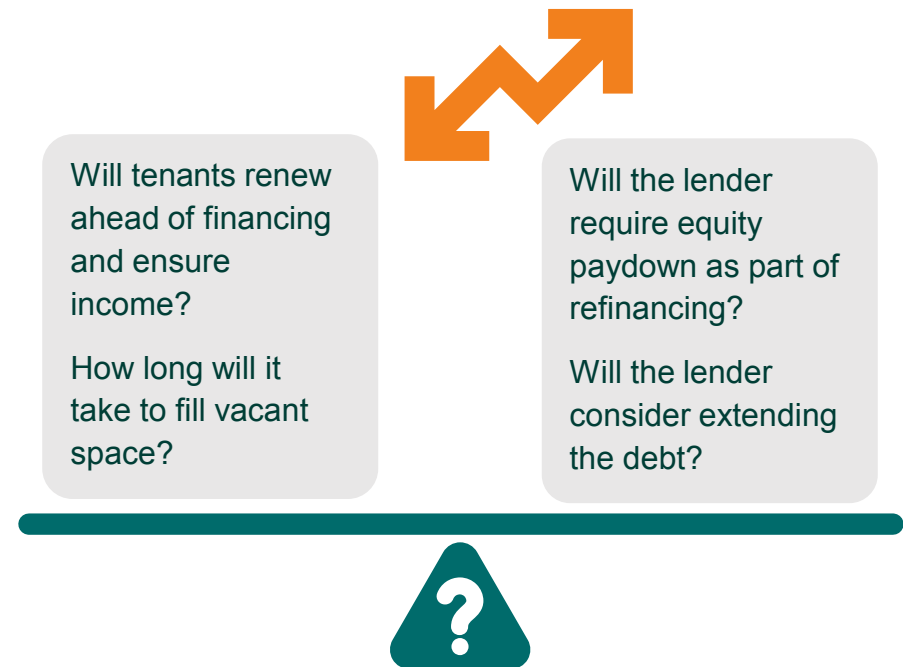 Will tenants renew
ahead of financing
and ensure
income?
How long will it
take to fill vacant
space?
Will the lender
require equity
paydown as part of
refinancing?
Will the lender
consider extending
the debt?
?